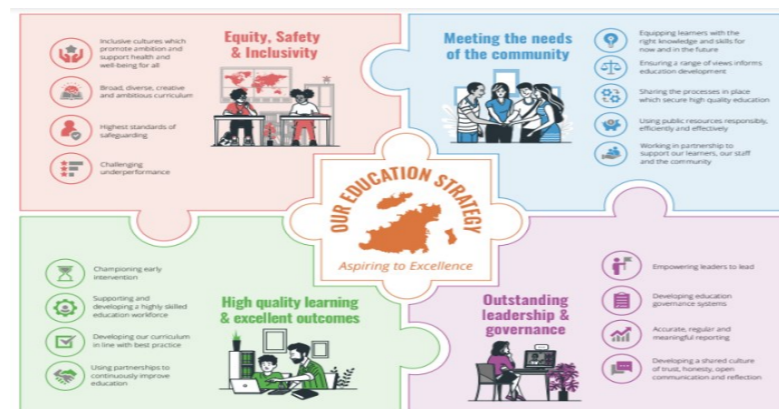 Equity, Safety
& Inclusivity
Inclusive cultures which
promote ambition and
support health and
well-being for all
Broad, diverse, creative
and ambitious curriculum
Highest standards of
safeguarding
Challenging
underperformance
Meeting the needs
of the community
Equipping learners with the
right knowledge and skills for
now and in the future
Ensuring a range of views informs
education development
Sharing the processes in place
which secure high quality education
Using public resources responsibly,
efficiently and effectively
Working in partnership to
support our learners, our staff
and the community
OUR EDUCATION STRATEGY
Aspiring to Excellence
Championing early
intervention
Supporting and
developing a highly skilled
education workforce
Developing our curriculum
in line with best practice
Using partnerships to
continuously improve
education
High quality learning
& excellent outcomes
Outstanding
leadership &
governance
Empowering leaders to lead
Developing education
governance systems
Accurate, regular and
meaningful reporting
Developing a shared culture
of trust, honesty, open
communication and reflection